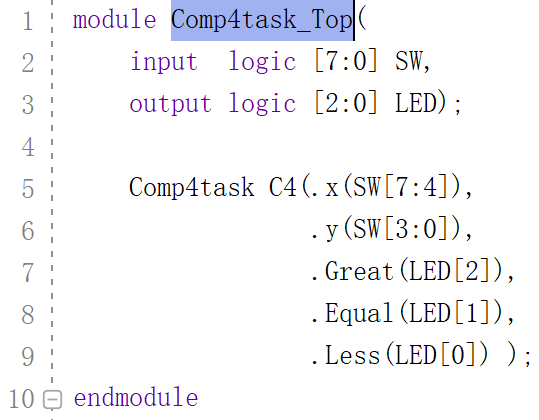 1 module Comp4task_Top(
2 input logic [7:0] SW,
3 output logic [2:0] LED);
4
5 Comp4task C4(.x(SW[7:4]),
6 .y(SW[3:0]),
7 .Great(LED[2]),
8 .Equal(LED[1]),
9 .Less(LED[0]) );
10 endmodule